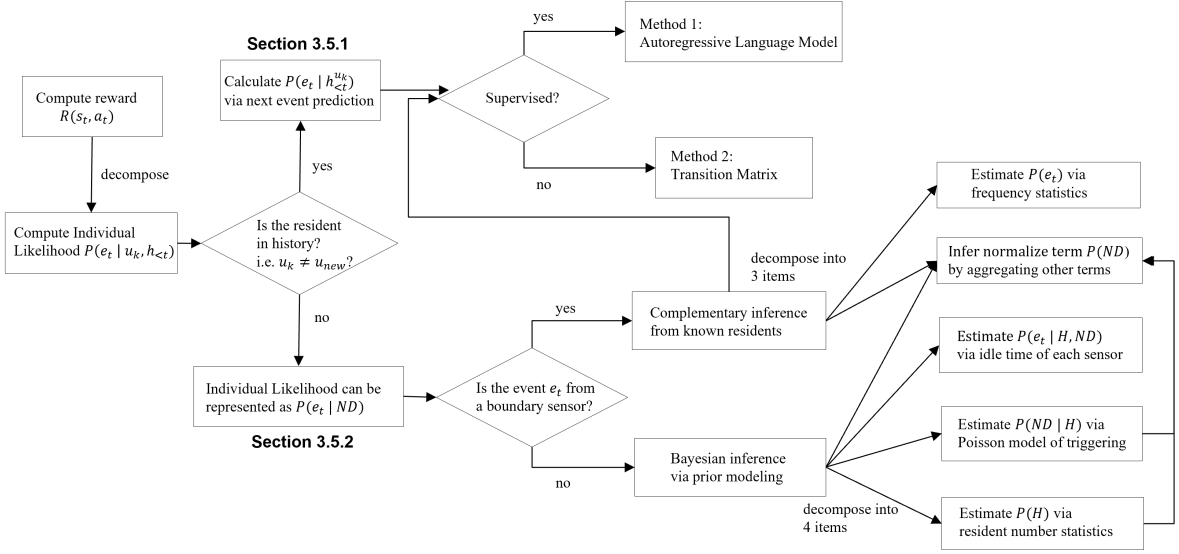 Compute reward
R(s_t, a_t)
decompose
Compute Individual
Likelihood P(e_t | u_k, h_{<t})
Section 3.5.1
Calculate P(e_t | h_{<t}^{u_k})
via next event prediction
yes
Is the resident
in history?
i.e. u_k ≠ u_{new}?
no
Individual Likelihood can be
represented as P(e_t | ND)
Section 3.5.2
yes
Method 1:
Autoregressive Language Model
Supervised?
no
Method 2:
Transition Matrix
yes
Is the event e_t from
a boundary sensor?
no
Complementary inference
from known residents
decompose into
3 items
Bayesian inference
via prior modeling
decompose into
4 items
Estimate P(e_t) via
frequency statistics
Infer normalize term P(ND)
by aggregating other terms
Estimate P(e_t | H, ND)
via idle time of each sensor
Estimate P(ND | H) via
Poisson model of triggering
Estimate P(H) via
resident number statistics